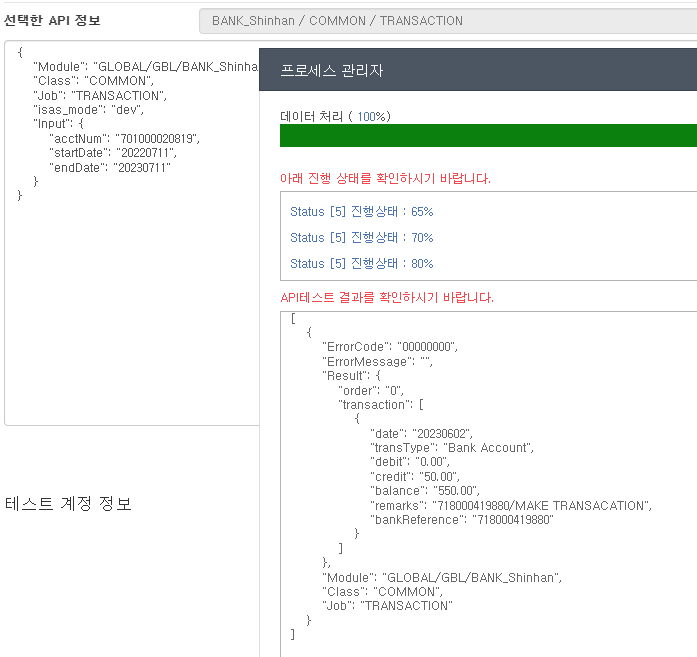 선택한 API 정보
BANK_Shinhan / COMMON / TRANSACTION
{
"Module": "GLOBAL/GBL/BANK_Shinha
"Class": "COMMON",
"Job": "TRANSACTION",
"isas_mode": "dev",
"Input": {
"acctNum": "701000020819",
"startDate": "20220711",
"endDate": "20230711"
}
}
테스트 계정 정보
프로세스 관리자
데이터 처리 ( 100%)
아래 진행 상태를 확인하시기 바랍니다.
Status [5] 진행상태 : 65%
Status [5] 진행상태 : 70%
Status [5] 진행상태 : 80%
API테스트 결과를 확인하시기 바랍니다.
[
{
"ErrorCode": "00000000",
"ErrorMessage": "",
"Result": {
"order": "0",
"transaction": [
{
"date": "20230602",
"transType": "Bank Account",
"debit": "0.00",
"credit": "50.00",
"balance": "550.00",
"remarks": "718000419880/MAKE TRANSACATION",
"bankReference": "718000419880"
}
]
},
"Module": "GLOBAL/GBL/BANK_Shinhan",
"Class": "COMMON",
"Job": "TRANSACTION"
}
]